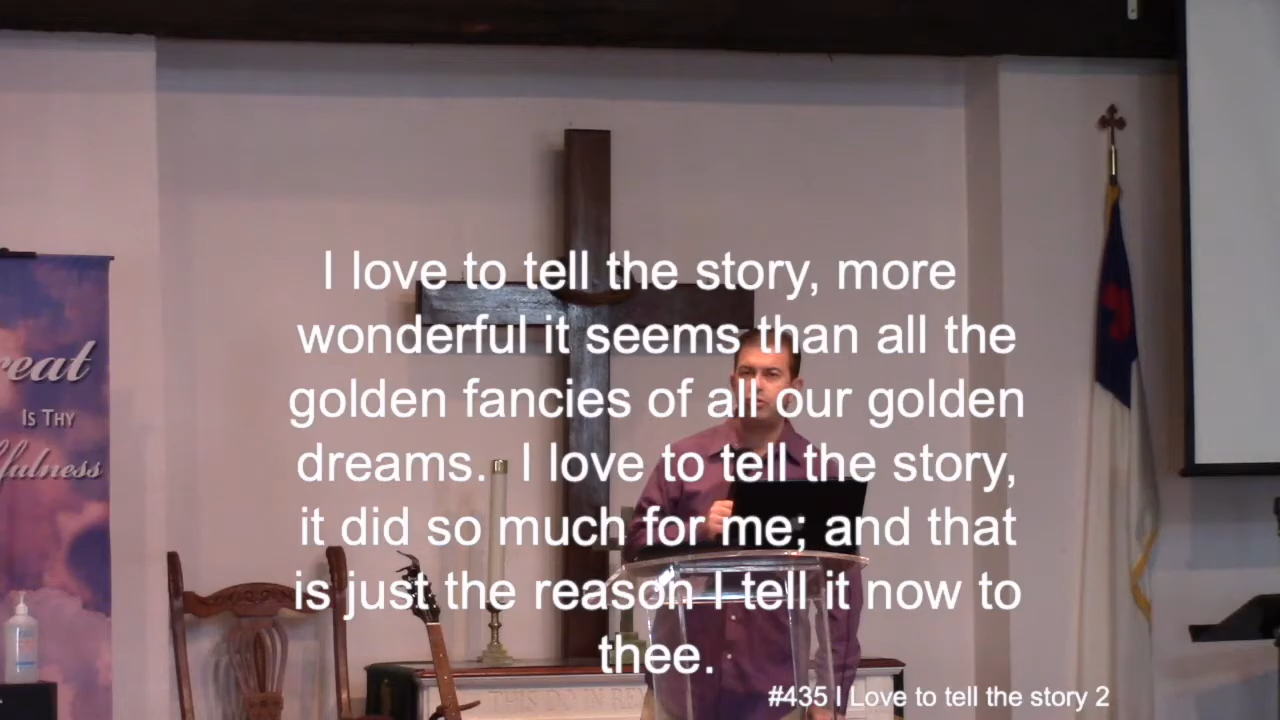 I love to tell the story, more
wonderful it seems than all the
golden fancies of all our golden
dreams. I love to tell the story,
it did so much for me; and that
is just the reason I tell it now to
thee.
#435 I Love to tell the story 2
reat
IS THY
fulness